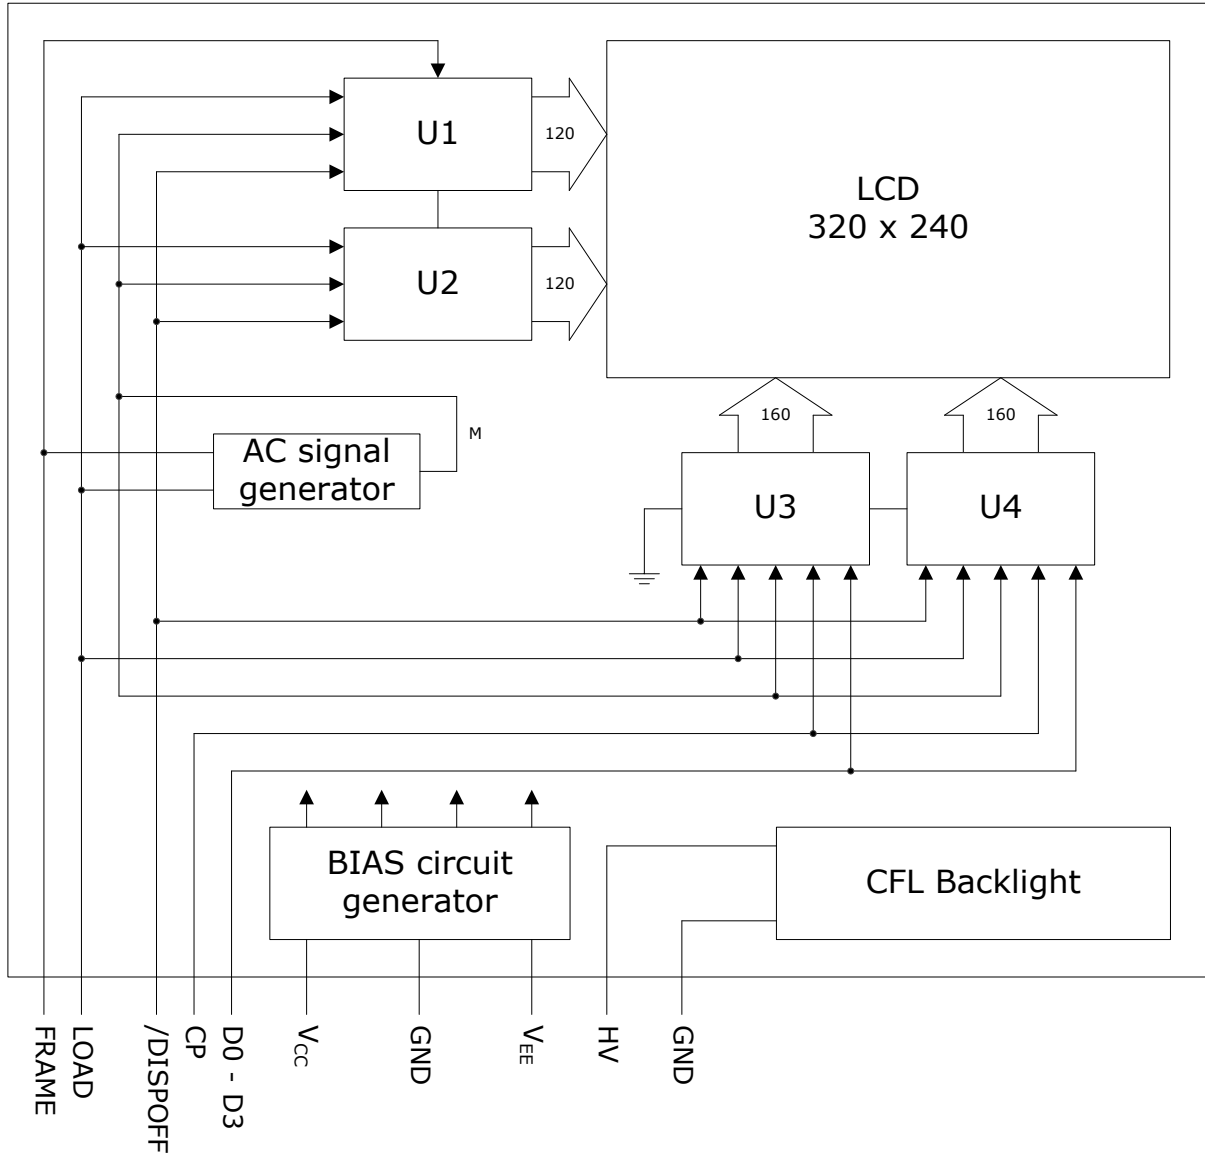 U1
120
LCD
320 x 240
U2
120
160
160
M
AC signal
generator
U3
U4
BIAS circuit
generator
CFL Backlight
FRAME
LOAD
/DISPOFF
CP
D0 - D3
VCC
GND
VEE
HV
GND